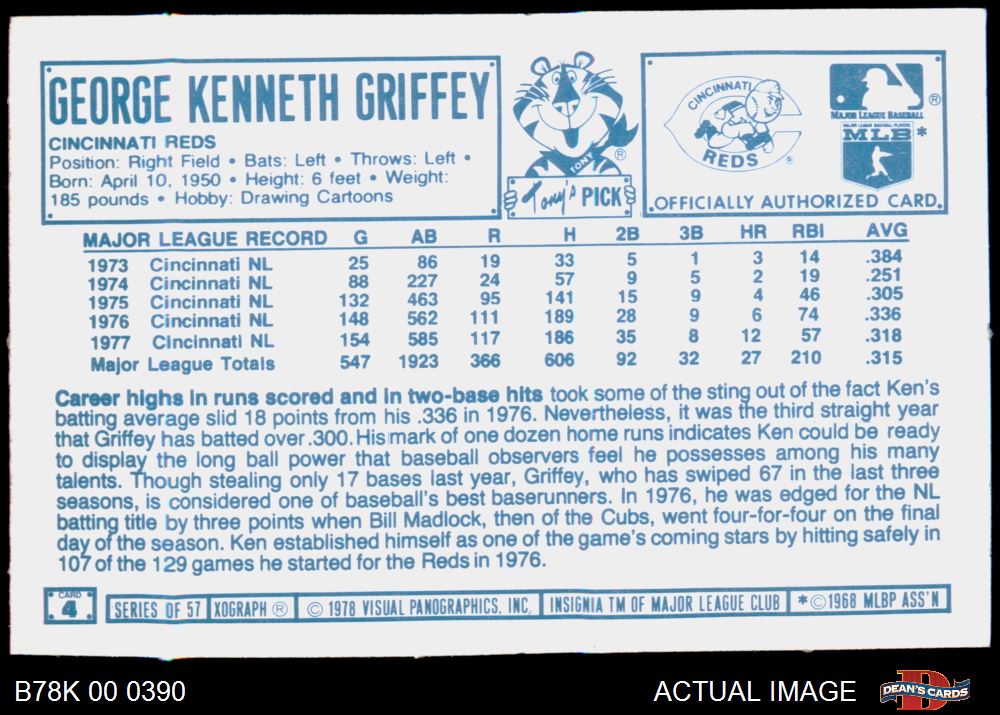 GEORGE KENNETH GRIFFEY
CINCINNATI REDS
Position: Right Field • Bats: Left • Throws: Left •
Born: April 10, 1950 • Height: 6 feet • Weight:
185 pounds • Hobby: Drawing Cartoons
TONY
®
Tony's PICK
CINCINNATI
REDS
®
®
MAJOR LEAGUE BASEBALL
MAJOR LEAGUE BASEBALL PLAYERS
MLB *
OFFICIALLY AUTHORIZED CARD
MAJOR LEAGUE RECORD G AB R H 2B 3B HR RBI AVG
1973 Cincinnati NL 25 86 19 33 5 1 3 14 .384
1974 Cincinnati NL 88 227 24 57 9 5 2 19 .251
1975 Cincinnati NL 132 463 95 141 15 9 4 46 .305
1976 Cincinnati NL 148 562 111 189 28 9 6 74 .336
1977 Cincinnati NL 154 585 117 186 35 8 12 57 .318
Major League Totals 547 1923 366 606 92 32 27 210 .315
Career highs in runs scored and in two-base hits took some of the sting out of the fact Ken's
batting average slid 18 points from his .336 in 1976. Nevertheless, it was the third straight year
that Griffey has batted over .300. His mark of one dozen home runs indicates Ken could be ready
to display the long ball power that baseball observers feel he possesses among his many
talents. Though stealing only 17 bases last year, Griffey, who has swiped 67 in the last three
seasons, is considered one of baseball's best baserunners. In 1976, he was edged for the NL
batting title by three points when Bill Madlock, then of the Cubs, went four-for-four on the final
day of the season. Ken established himself as one of the game's coming stars by hitting safely in
107 of the 129 games he started for the Reds in 1976.
CARD
4
SERIES OF 57 XOGRAPH ® © 1978 VISUAL PANOGRAPHICS, INC. INSIGNIA TM OF MAJOR LEAGUE CLUB *©1968 MLBP ASS'N
B78K 00 0390
ACTUAL IMAGE
DEAN'S CARDS